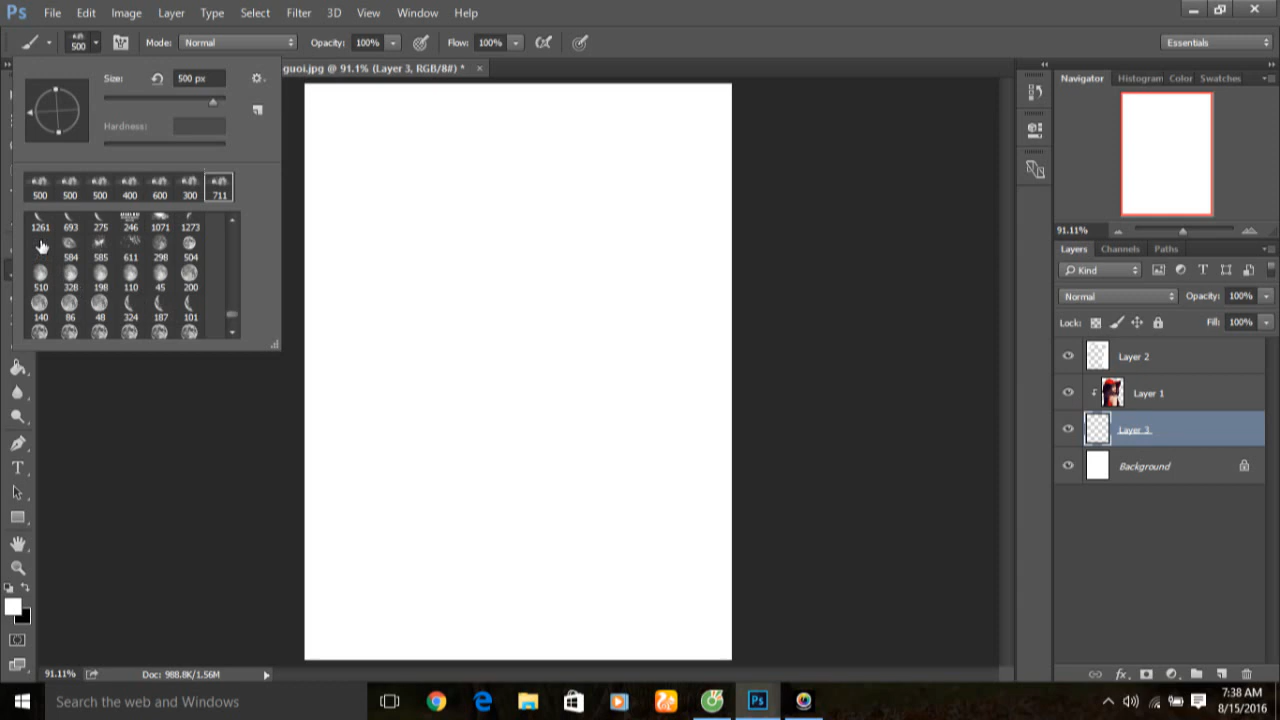 Ps File Edit Image Layer Type Select Filter 3D View Window Help
500 Mode: Normal Opacity: 100% Flow: 100% Essentials
guoi.jpg @ 91.1% (Layer 3, RGB/8#) * ×
Size: 500 px
Hardness:
500 500 500 400 600 300 711
1261 693 275 246 1071 1273
584 585 611 298 504
510 328 198 110 45 200
140 86 48 324 187 101
Navigator Histogram Color Swatches
91.11%
Layers Channels Paths
Kind
Normal Opacity: 100%
Lock: Fill: 100%
Layer 2
Layer 1
Layer 3
Background
91.11% Doc: 988.8K/1.56M
Search the web and Windows
Ps
7:38 AM
8/15/2016